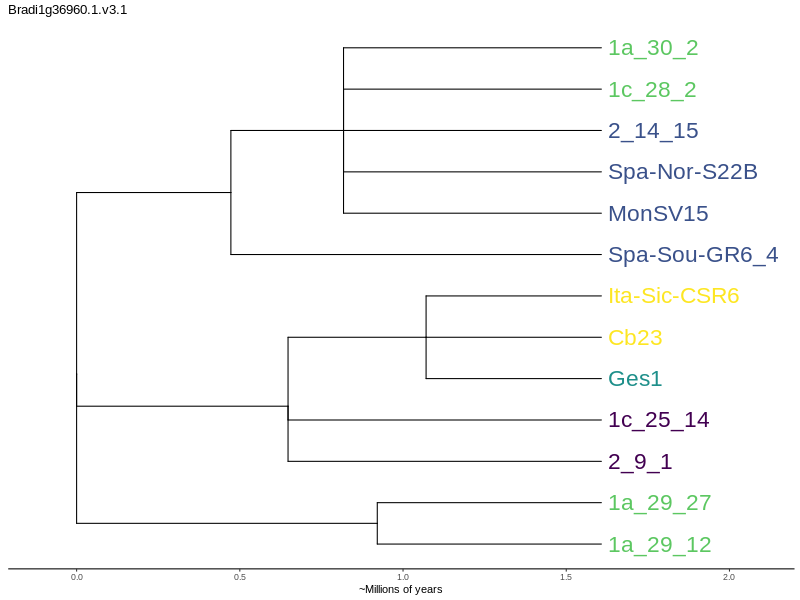 Bradi1g36960.1.v3.1
1a_30_2
1c_28_2
2_14_15
Spa-Nor-S22B
MonSV15
Spa-Sou-GR6_4
Ita-Sic-CSR6
Cb23
Ges1
1c_25_14
2_9_1
1a_29_27
1a_29_12
0.0 0.5 1.0 1.5 2.0
~Millions of years